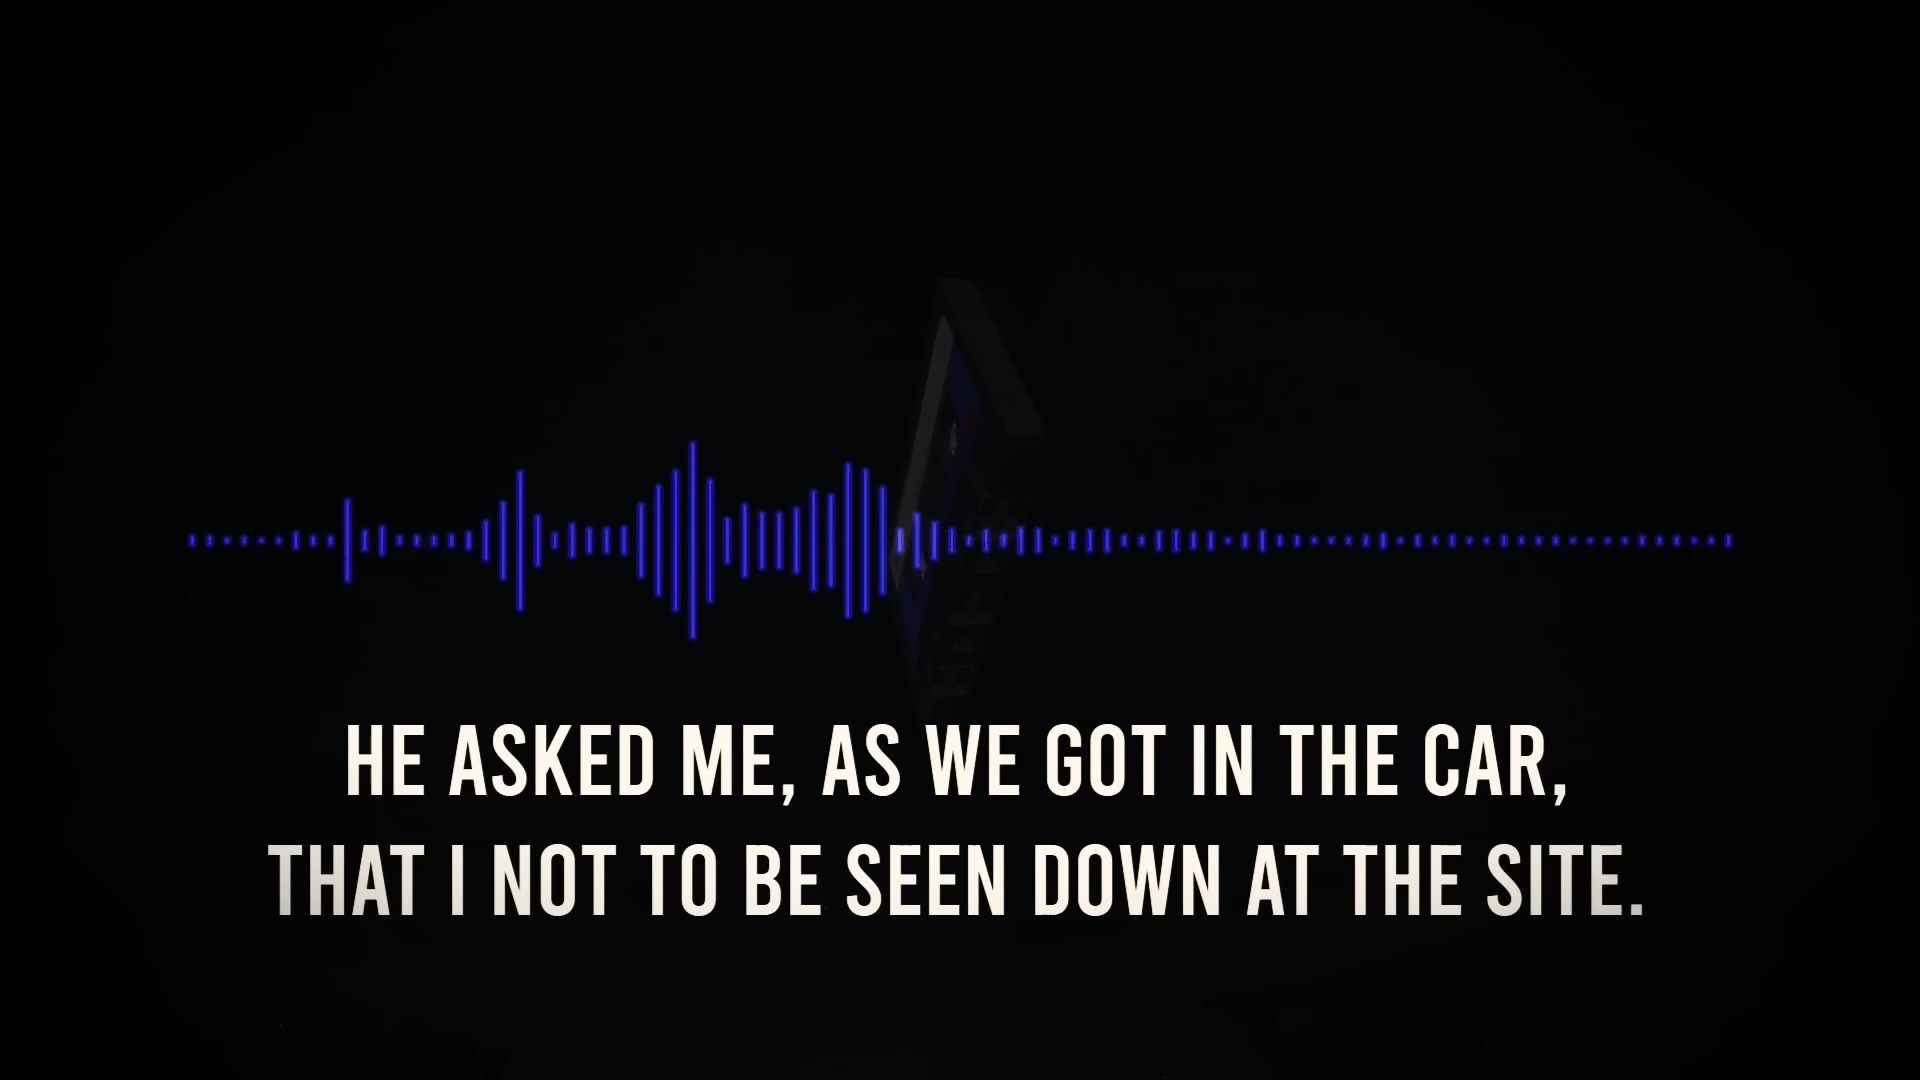 HE ASKED ME, AS WE GOT IN THE CAR,
THAT I NOT TO BE SEEN DOWN AT THE SITE.